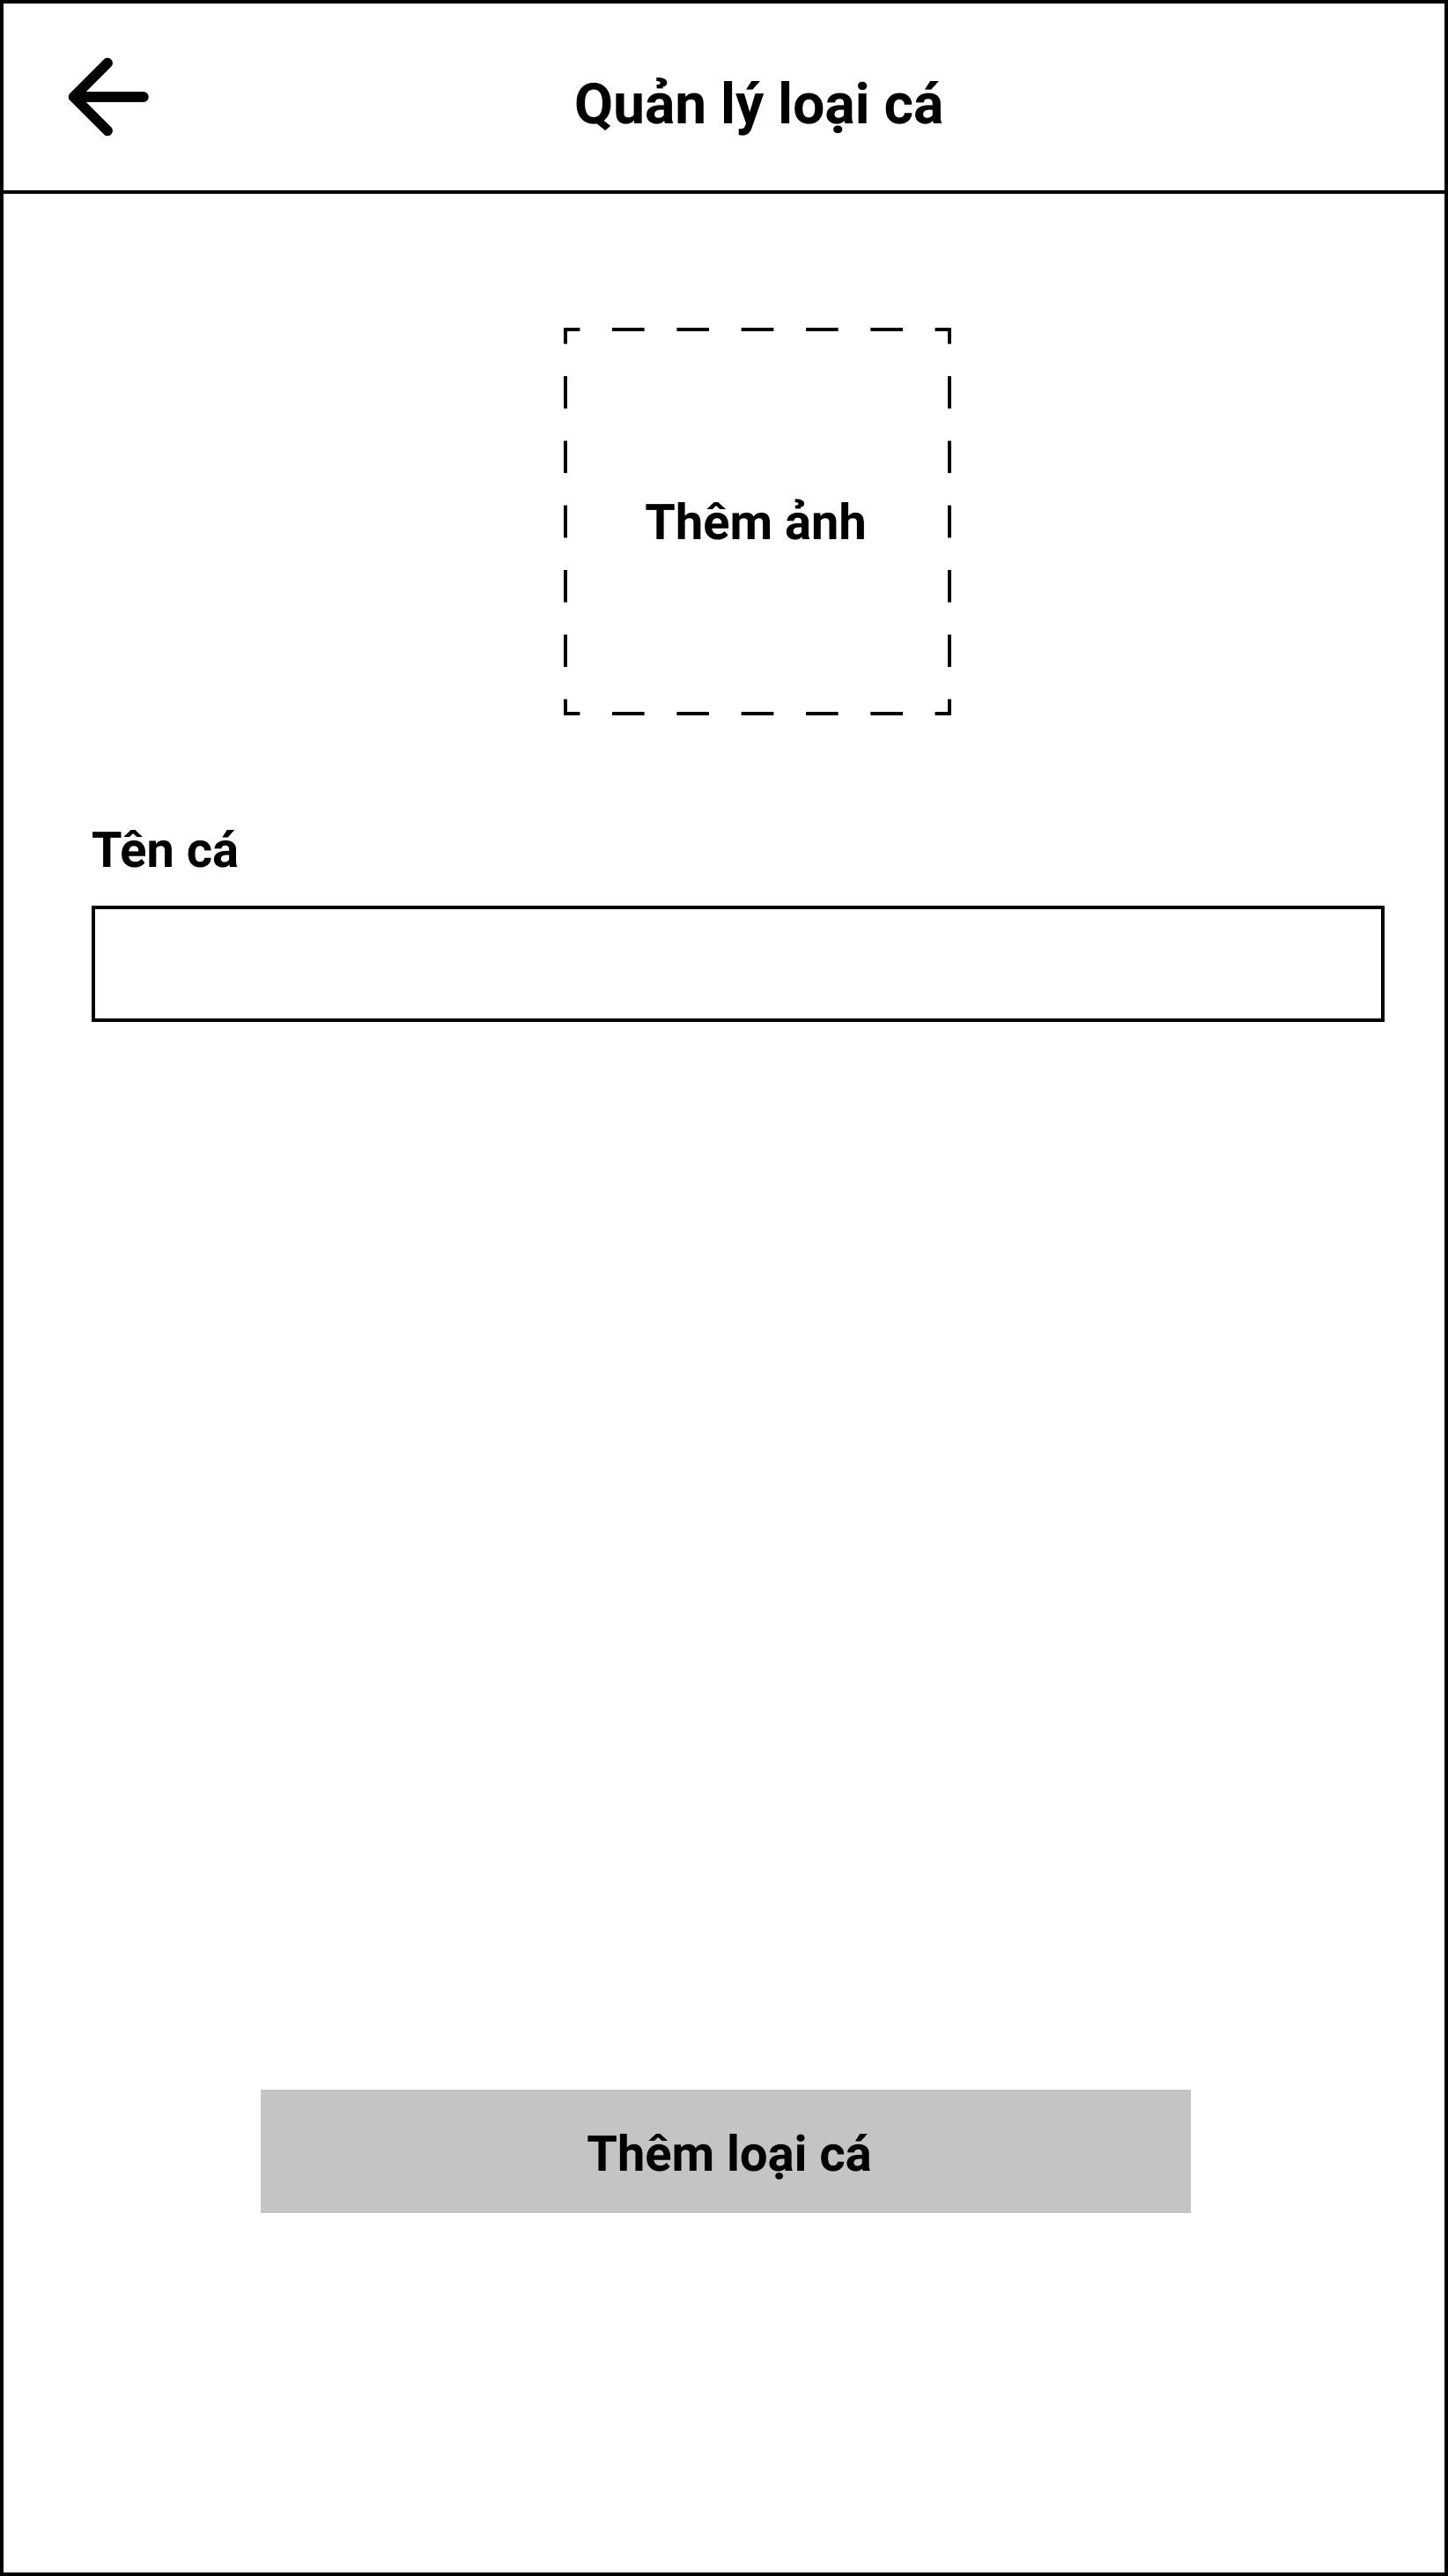 Quản lý loại cá
Thêm ảnh
Tên cá
Thêm loại cá